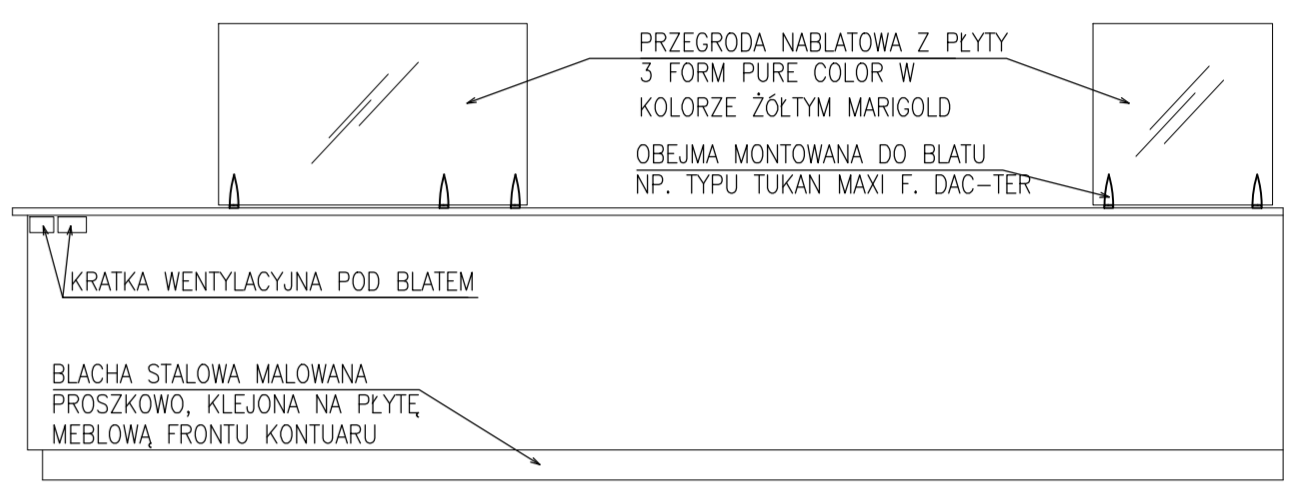 PRZEGRODA NABLATOWA Z PŁYTY
3 FORM PURE COLOR W
KOLORZE ŻÓŁTYM MARIGOLD
OBEJMA MONTOWANA DO BLATU
NP. TYPU TUKAN MAXI F. DAC-TER
KRATKA WENTYLACYJNA POD BLATEM
BLACHA STALOWA MALOWANA
PROSZKOWO, KLEJONA NA PŁYTĘ
MEBLOWĄ FRONTU KONTUARU